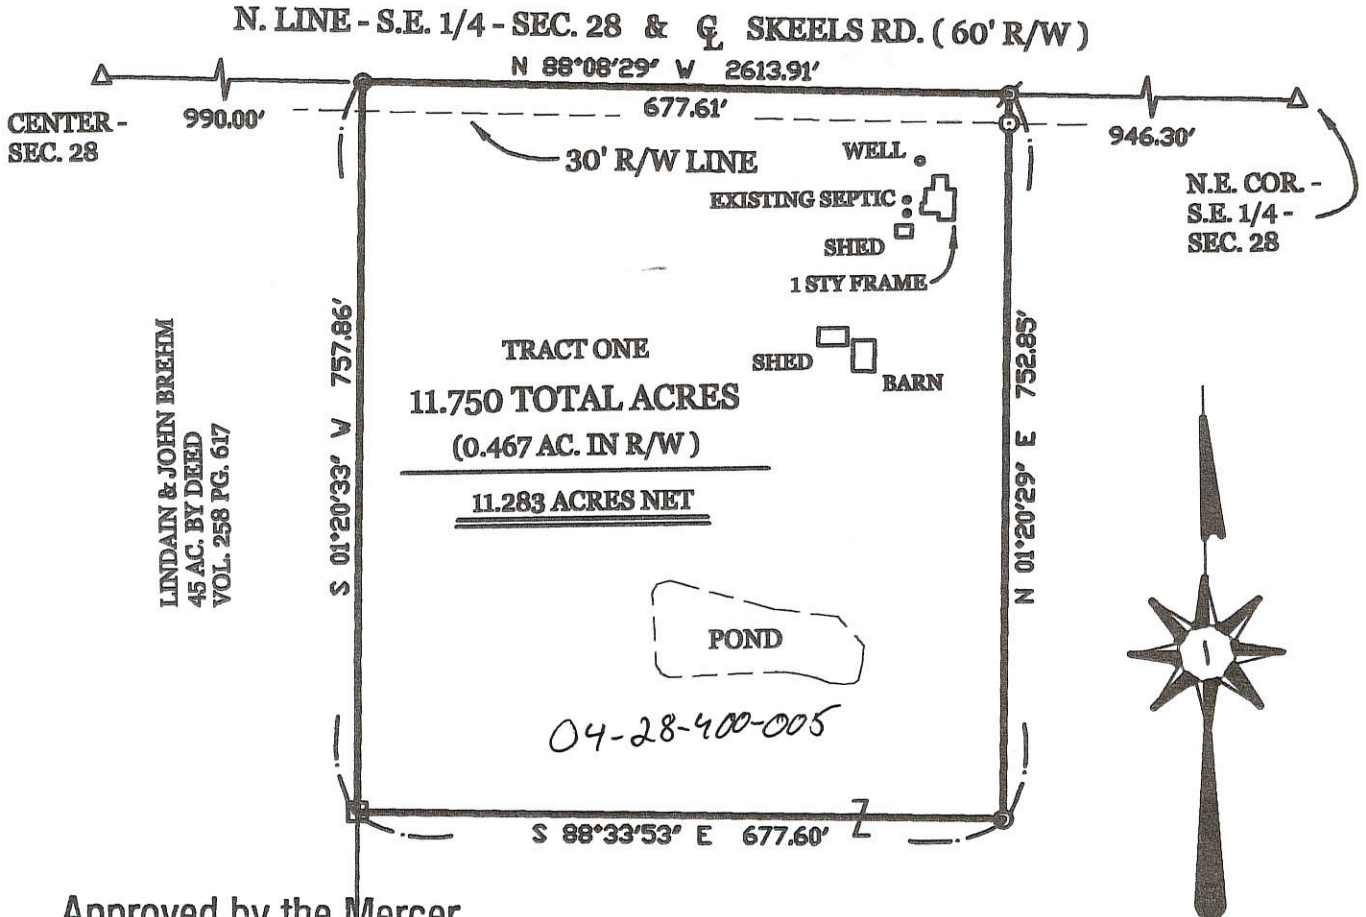 N. LINE - S.E. 1/4 - SEC. 28 & ℄ SKEELS RD. ( 60' R/W )
N 88°08'29" W 2613.91'
CENTER -
SEC. 28
990.00'
677.61'
946.30'
30' R/W LINE
WELL
EXISTING SEPTIC
SHED
1 STY FRAME
N.E. COR. -
S.E. 1/4 -
SEC. 28
LINDAIN & JOHN BREHM
45 AC. BY DEED
VOL. 258 PG. 617
S 01°20'33" W 757.86'
TRACT ONE
11.750 TOTAL ACRES
(0.467 AC. IN R/W )
11.283 ACRES NET
SHED
BARN
N 01°20'29" E 752.85'
POND
04-28-400-005
S 88°33'53" E 677.60'
Approved by the Mercer